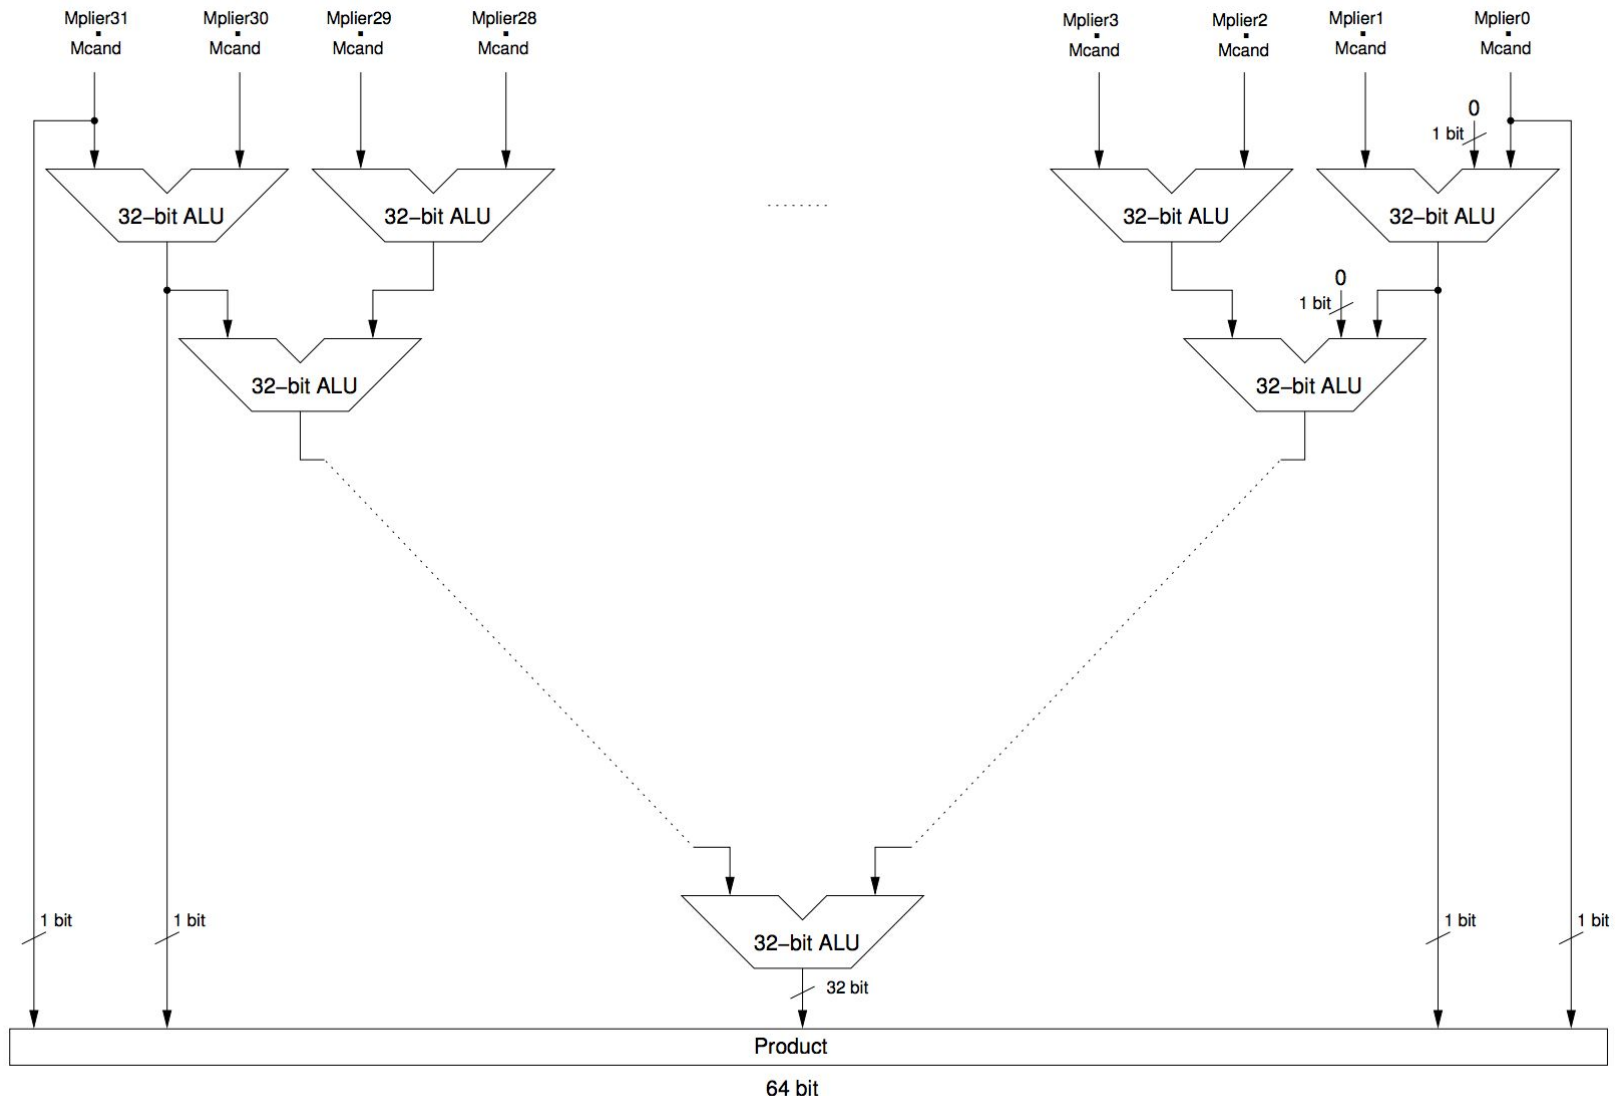 Mplier31
.
Mcand
Mplier30
.
Mcand
Mplier29
.
Mcand
Mplier28
.
Mcand
Mplier3
.
Mcand
Mplier2
.
Mcand
Mplier1
.
Mcand
Mplier0
.
Mcand
0
1 bit
32–bit ALU
32–bit ALU
.......
32–bit ALU
32–bit ALU
0
1 bit
32–bit ALU
32–bit ALU
1 bit
1 bit
32–bit ALU
1 bit
1 bit
32 bit
Product
64 bit